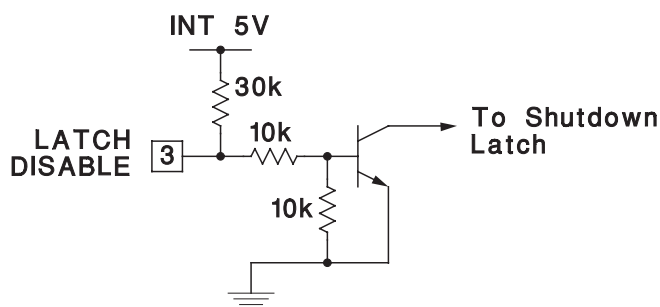 INT 5V
30k
LATCH
DISABLE
3
10k
To Shutdown
Latch
10k